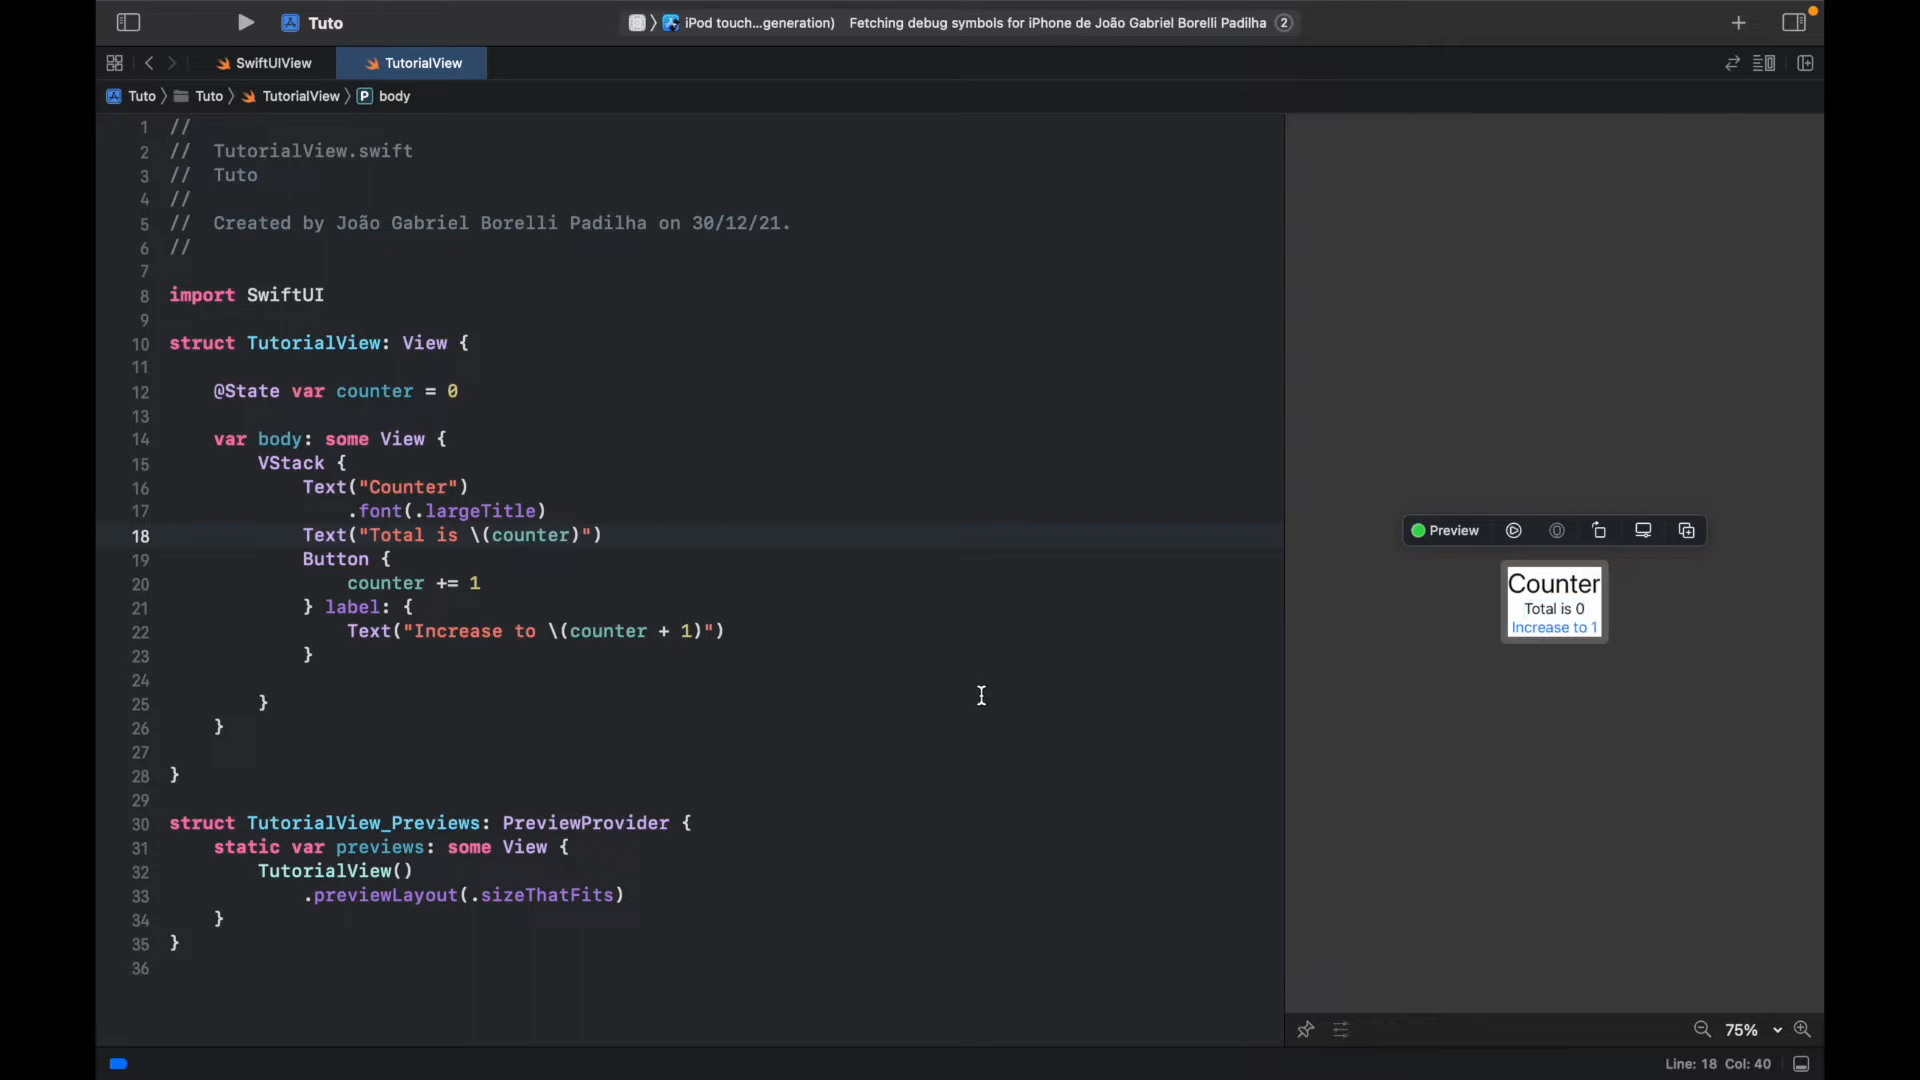 Tuto
iPod touch...generation) Fetching debug symbols for iPhone de João Gabriel Borelli Padilha 2
SwiftUIView
TutorialView
Tuto Tuto TutorialView P body
1 //
2 //  TutorialView.swift
3 //  Tuto
4 //
5 //  Created by João Gabriel Borelli Padilha on 30/12/21.
6 //
7
8 import SwiftUI
9
10 struct TutorialView: View {
11
12     @State var counter = 0
13
14     var body: some View {
15         VStack {
16             Text("Counter")
17                 .font(.largeTitle)
18             Text("Total is \(counter)")
19             Button {
20                 counter += 1
21             } label: {
22                 Text("Increase to \(counter + 1)")
23             }
24
25         }
26     }
27
28 }
29
30 struct TutorialView_Previews: PreviewProvider {
31     static var previews: some View {
32         TutorialView()
33             .previewLayout(.sizeThatFits)
34     }
35 }
36
Preview
Counter
Total is 0
Increase to 1
75%
Line: 18 Col: 40